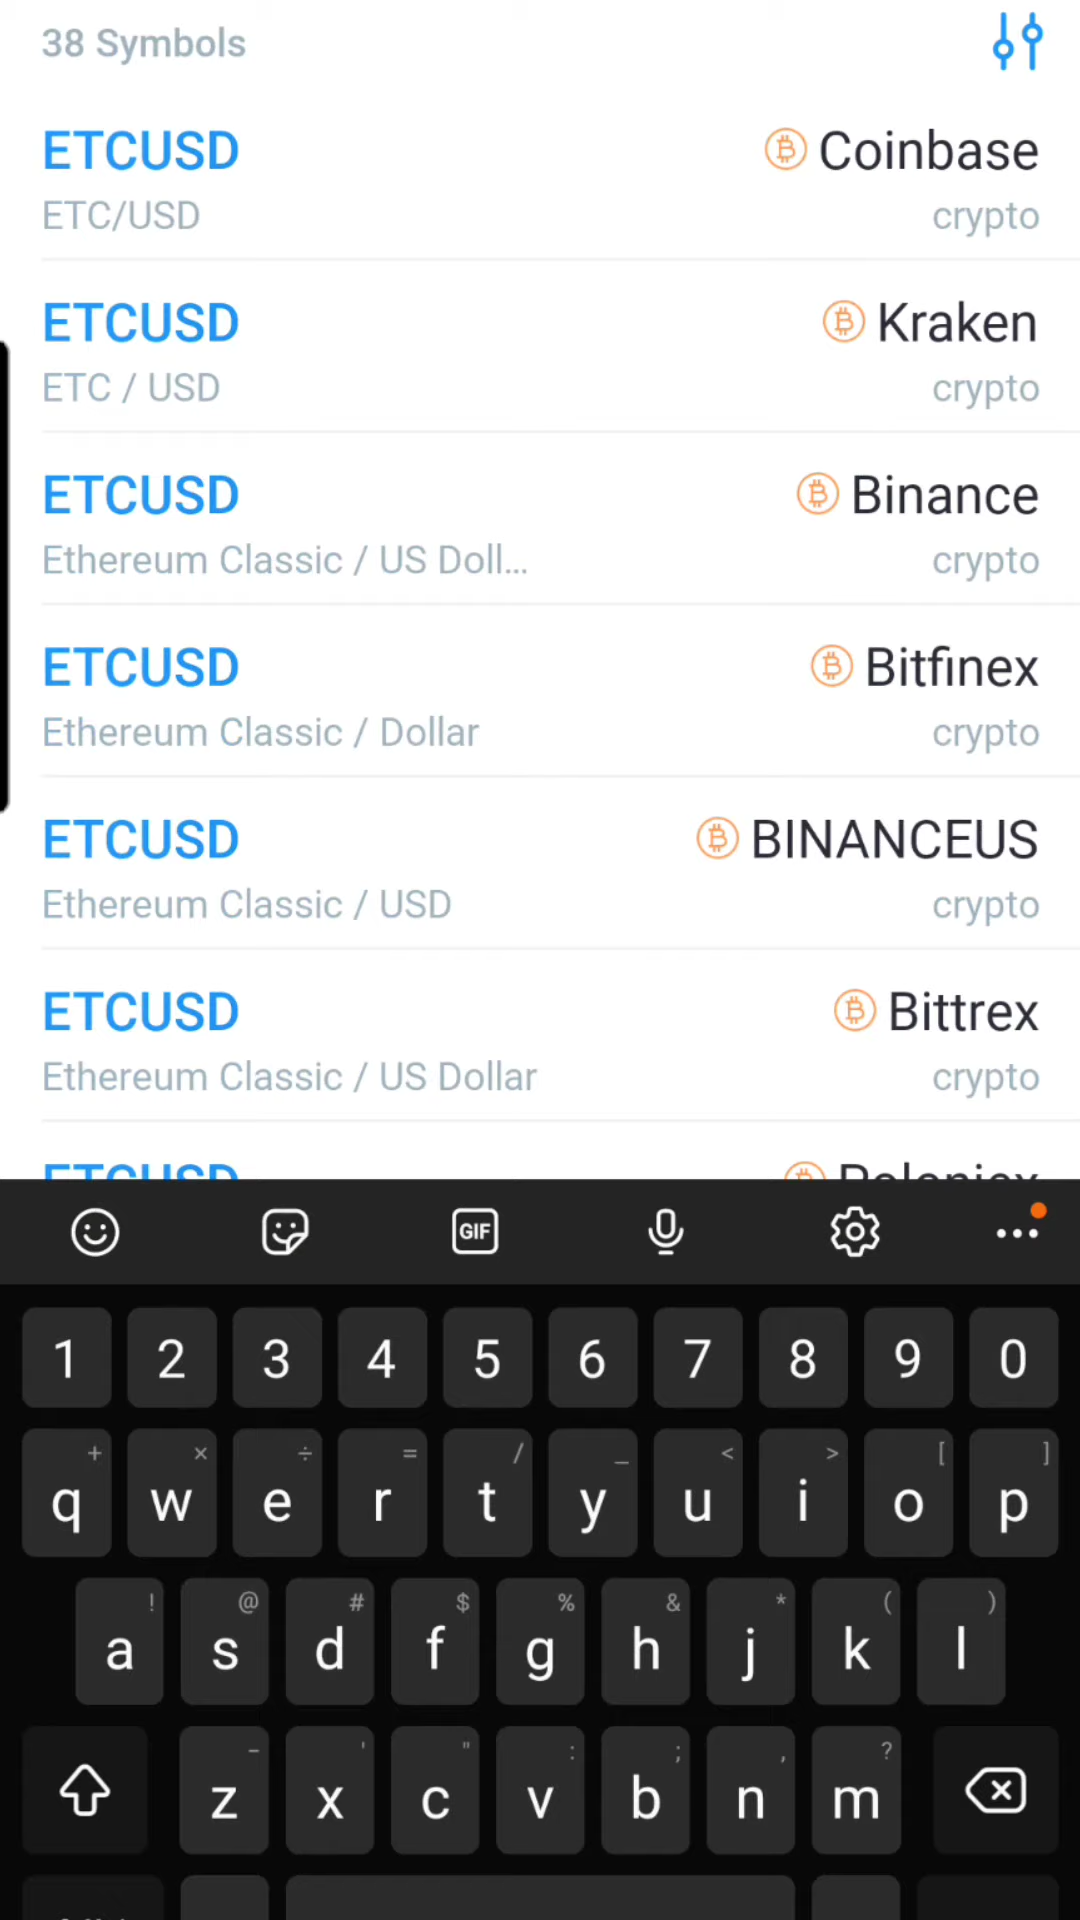 38 Symbols
ETCUSD Coinbase
ETC/USD crypto
ETCUSD Kraken
ETC / USD crypto
ETCUSD Binance
Ethereum Classic / US Doll... crypto
ETCUSD Bitfinex
Ethereum Classic / Dollar crypto
ETCUSD BINANCEUS
Ethereum Classic / USD crypto
ETCUSD Bittrex
Ethereum Classic / US Dollar crypto
ETCUSD Poloniex
GIF
1 2 3 4 5 6 7 8 9 0
+ × ÷ = / _ < > [ ]
q w e r t y u i o p
! @ # $ % & * ( )
a s d f g h j k l
- ' " : ; , ?
z x c v b n m